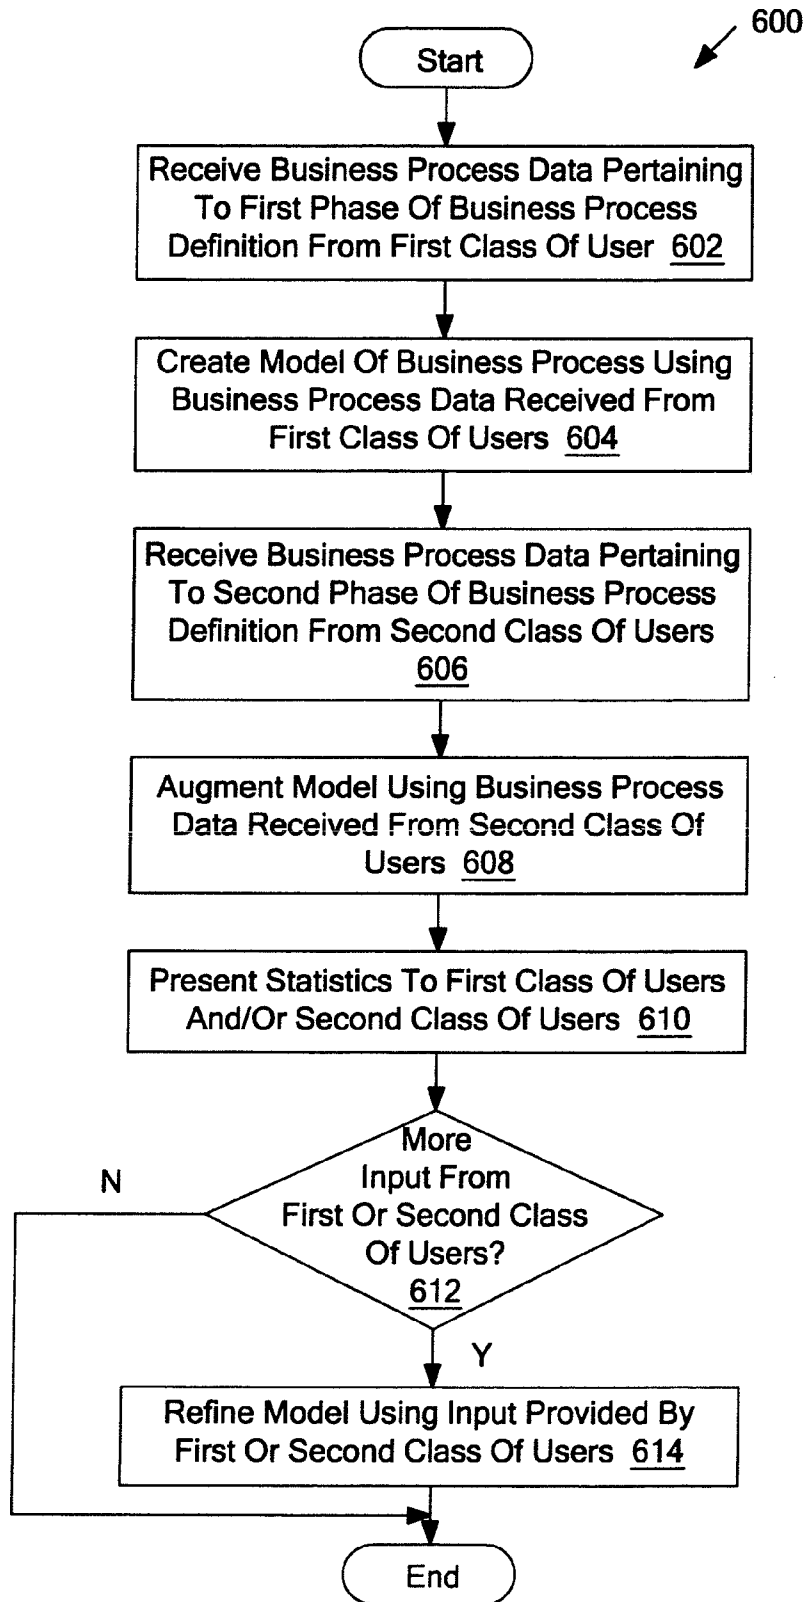 600
Start
Receive Business Process Data Pertaining
To First Phase Of Business Process
Definition From First Class Of User 602
Create Model Of Business Process Using
Business Process Data Received From
First Class Of Users 604
Receive Business Process Data Pertaining
To Second Phase Of Business Process
Definition From Second Class Of Users
606
Augment Model Using Business Process
Data Received From Second Class Of
Users 608
Present Statistics To First Class Of Users
And/Or Second Class Of Users 610
More
Input From
First Or Second Class
Of Users?
612
N
Y
Refine Model Using Input Provided By
First Or Second Class Of Users 614
End